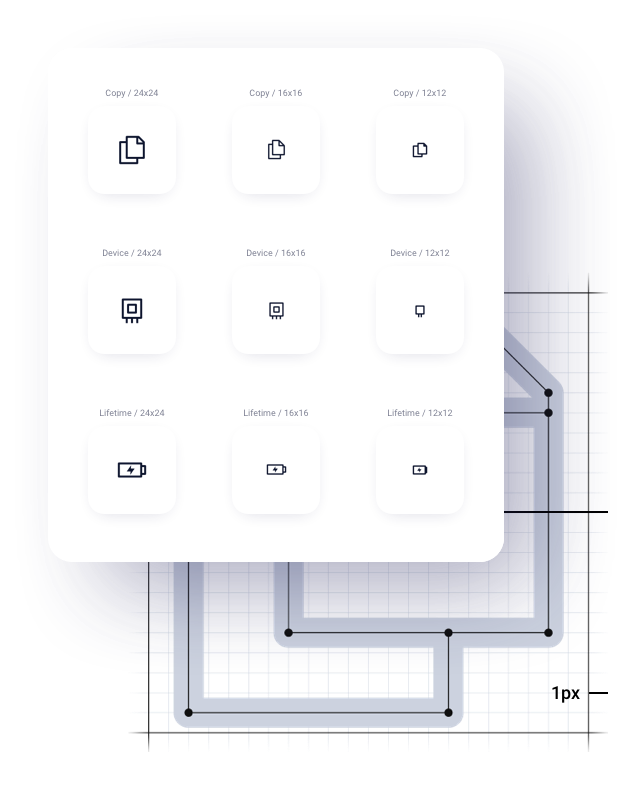 Copy / 24x24
Copy / 16x16
Copy / 12x12
Device / 24x24
Device / 16x16
Device / 12x12
Lifetime / 24x24
Lifetime / 16x16
Lifetime / 12x12
1px